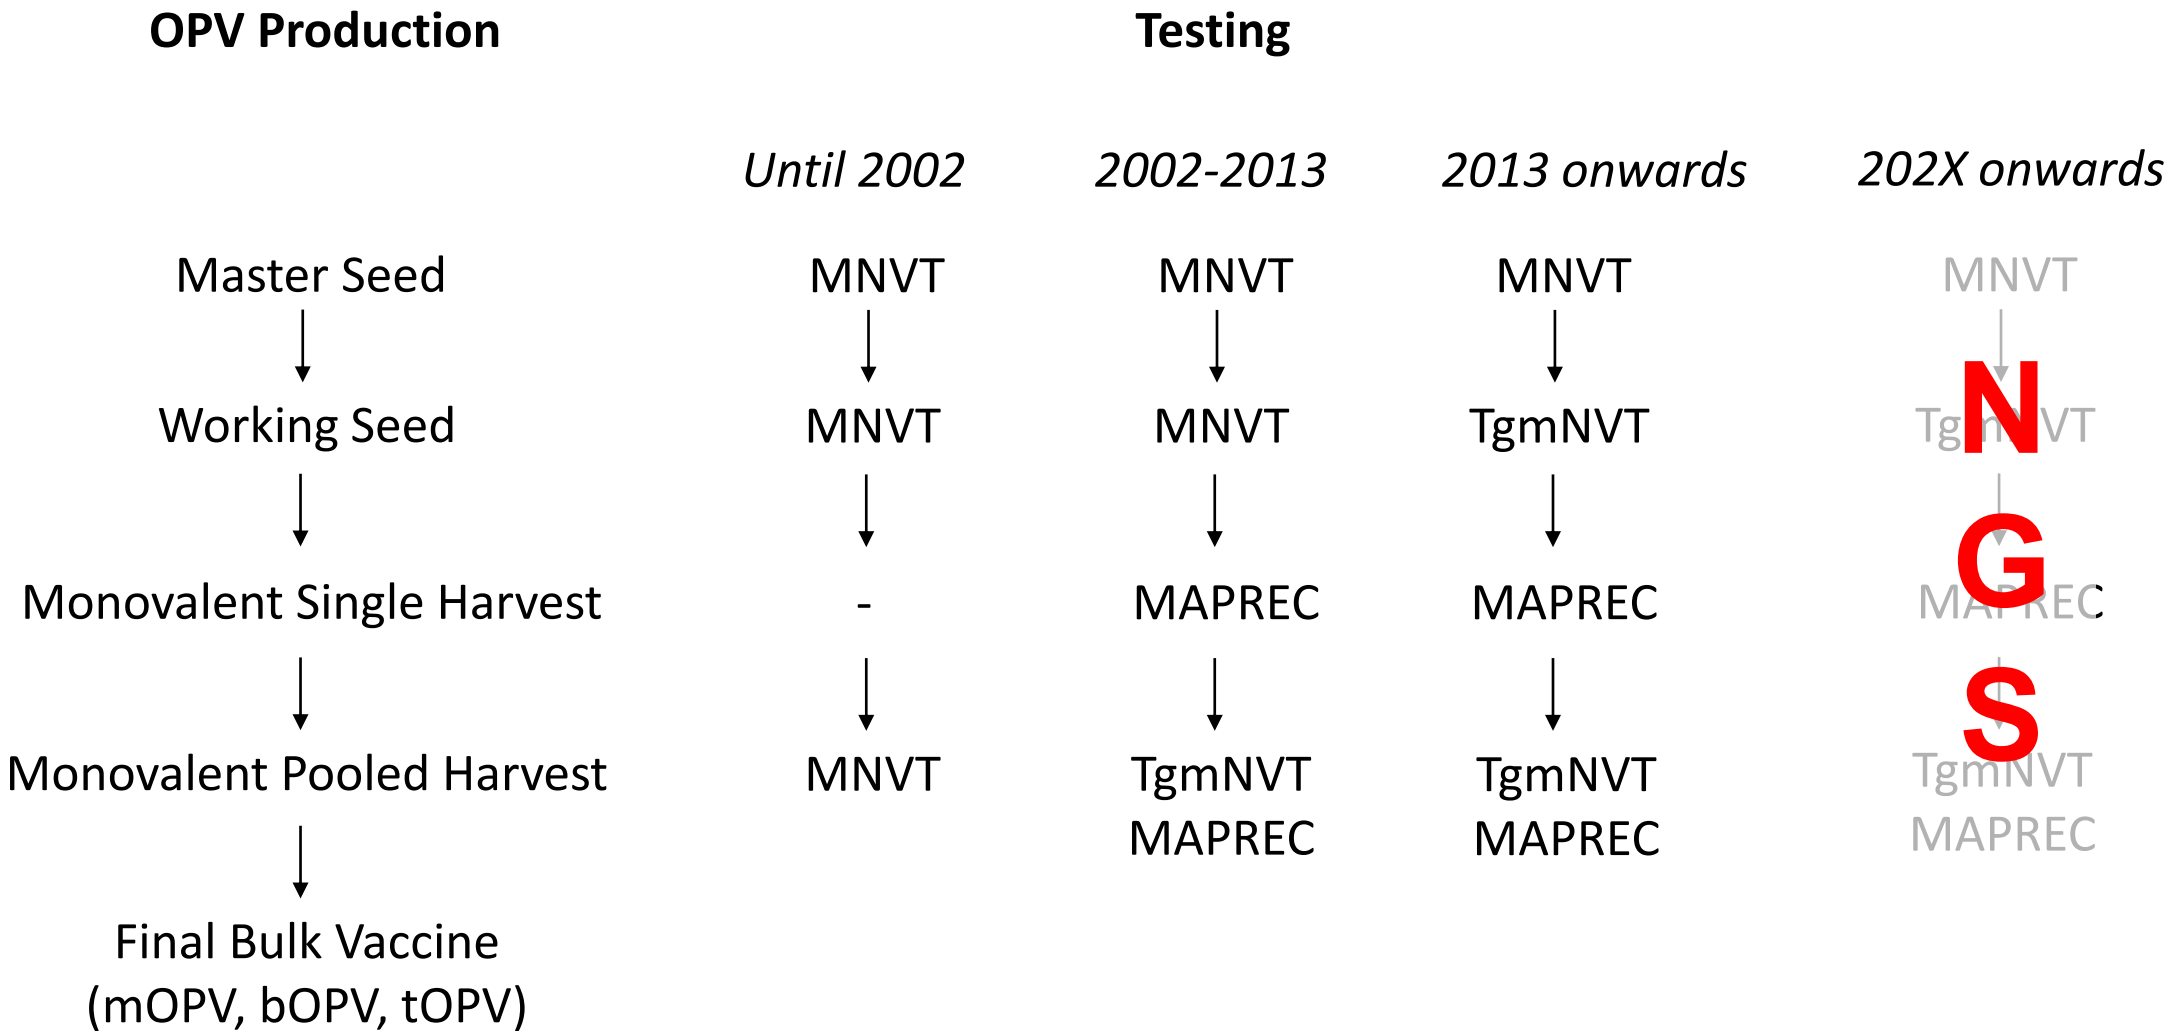 OPV Production Testing
Until 2002 2002-2013 2013 onwards 202X onwards
Master Seed MNVT MNVT MNVT MNVT
N
Working Seed MNVT MNVT TgmNVT TgmNVT
G
Monovalent Single Harvest - MAPREC MAPREC MAPREC
S
Monovalent Pooled Harvest MNVT TgmNVT TgmNVT TgmNVT
MAPREC MAPREC MAPREC
Final Bulk Vaccine
(mOPV, bOPV, tOPV)